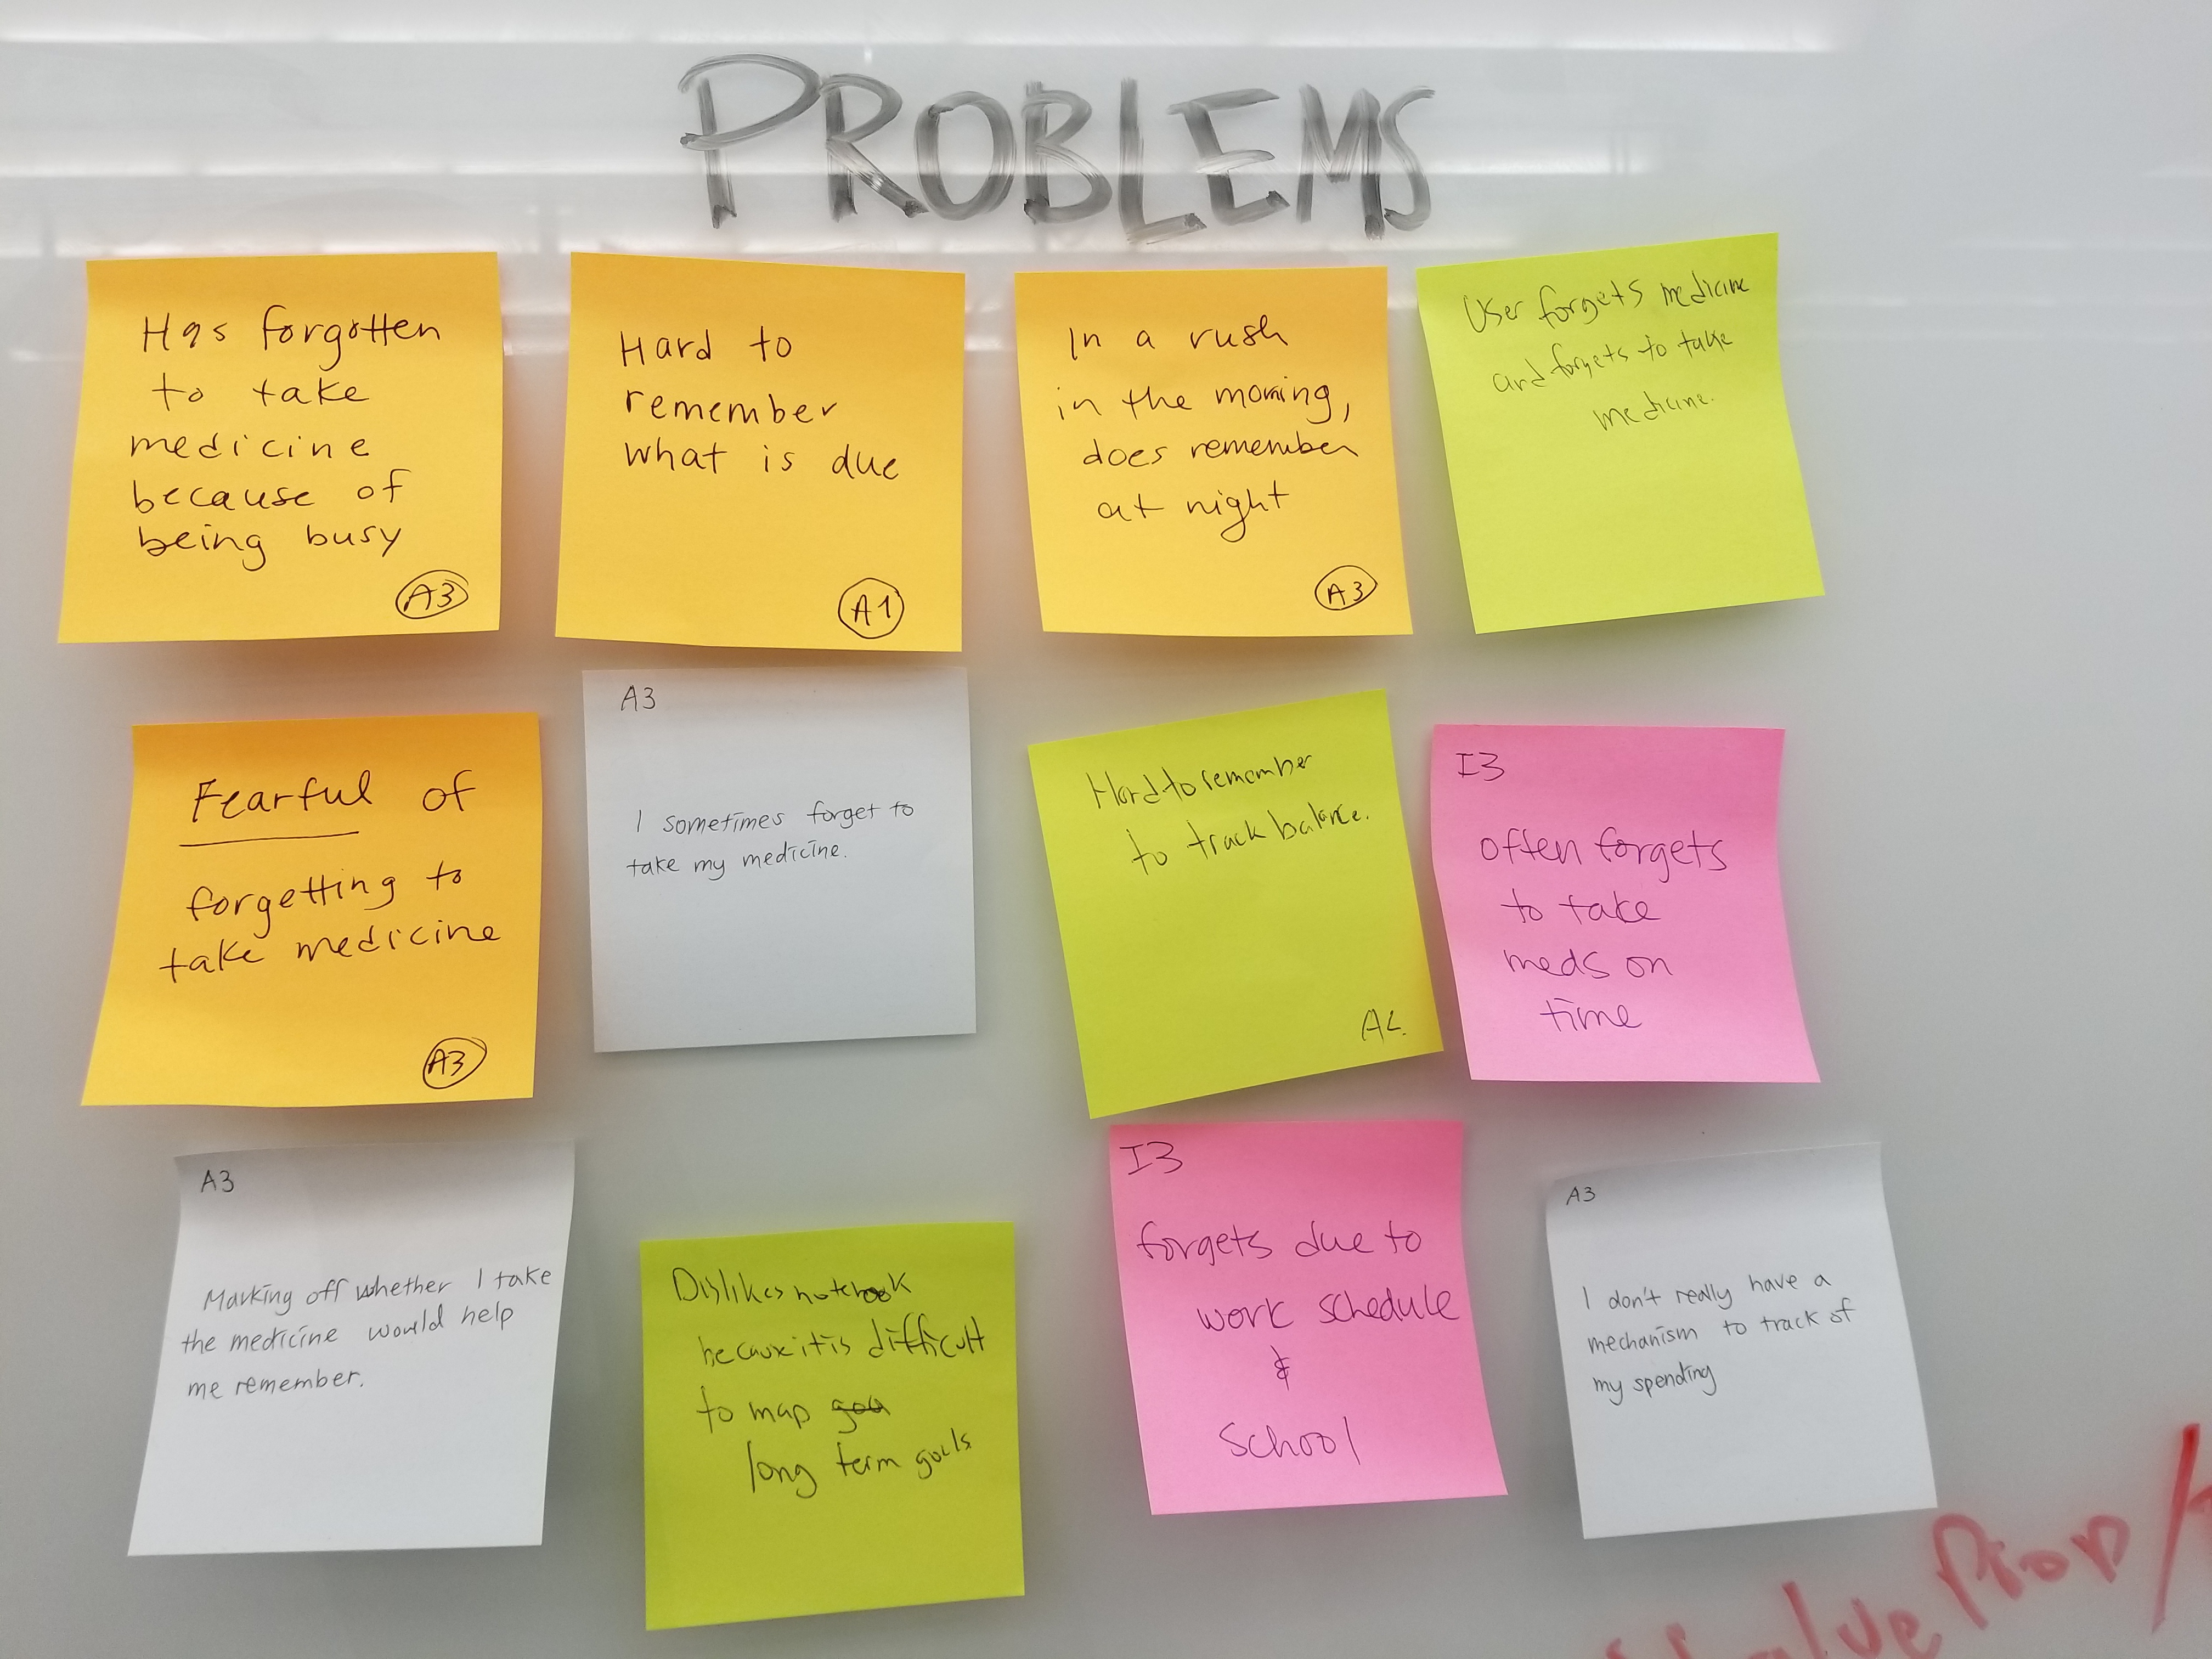 PROBLEMS
Has forgotten
to take
medicine
because of
being busy
A3
Hard to
remember
what is due
A1
In a rush
in the morning,
does remember
at night
A3
User forgets medicine
and forgets to take
medicine.
Fearful of
forgetting to
take medicine
A3
A3
I sometimes forget to
take my medicine.
Hard to remember
to track balance.
I3
often forgets
to take
meds on
time
A3
Marking off whether I take
the medicine would help
me remember.
Dislikes notebook
because it is difficult
to map goa
long term goals
I3
forgets due to
work schedule
&
school
A3
I don't really have a
mechanism to track of
my spending
Value Prop/